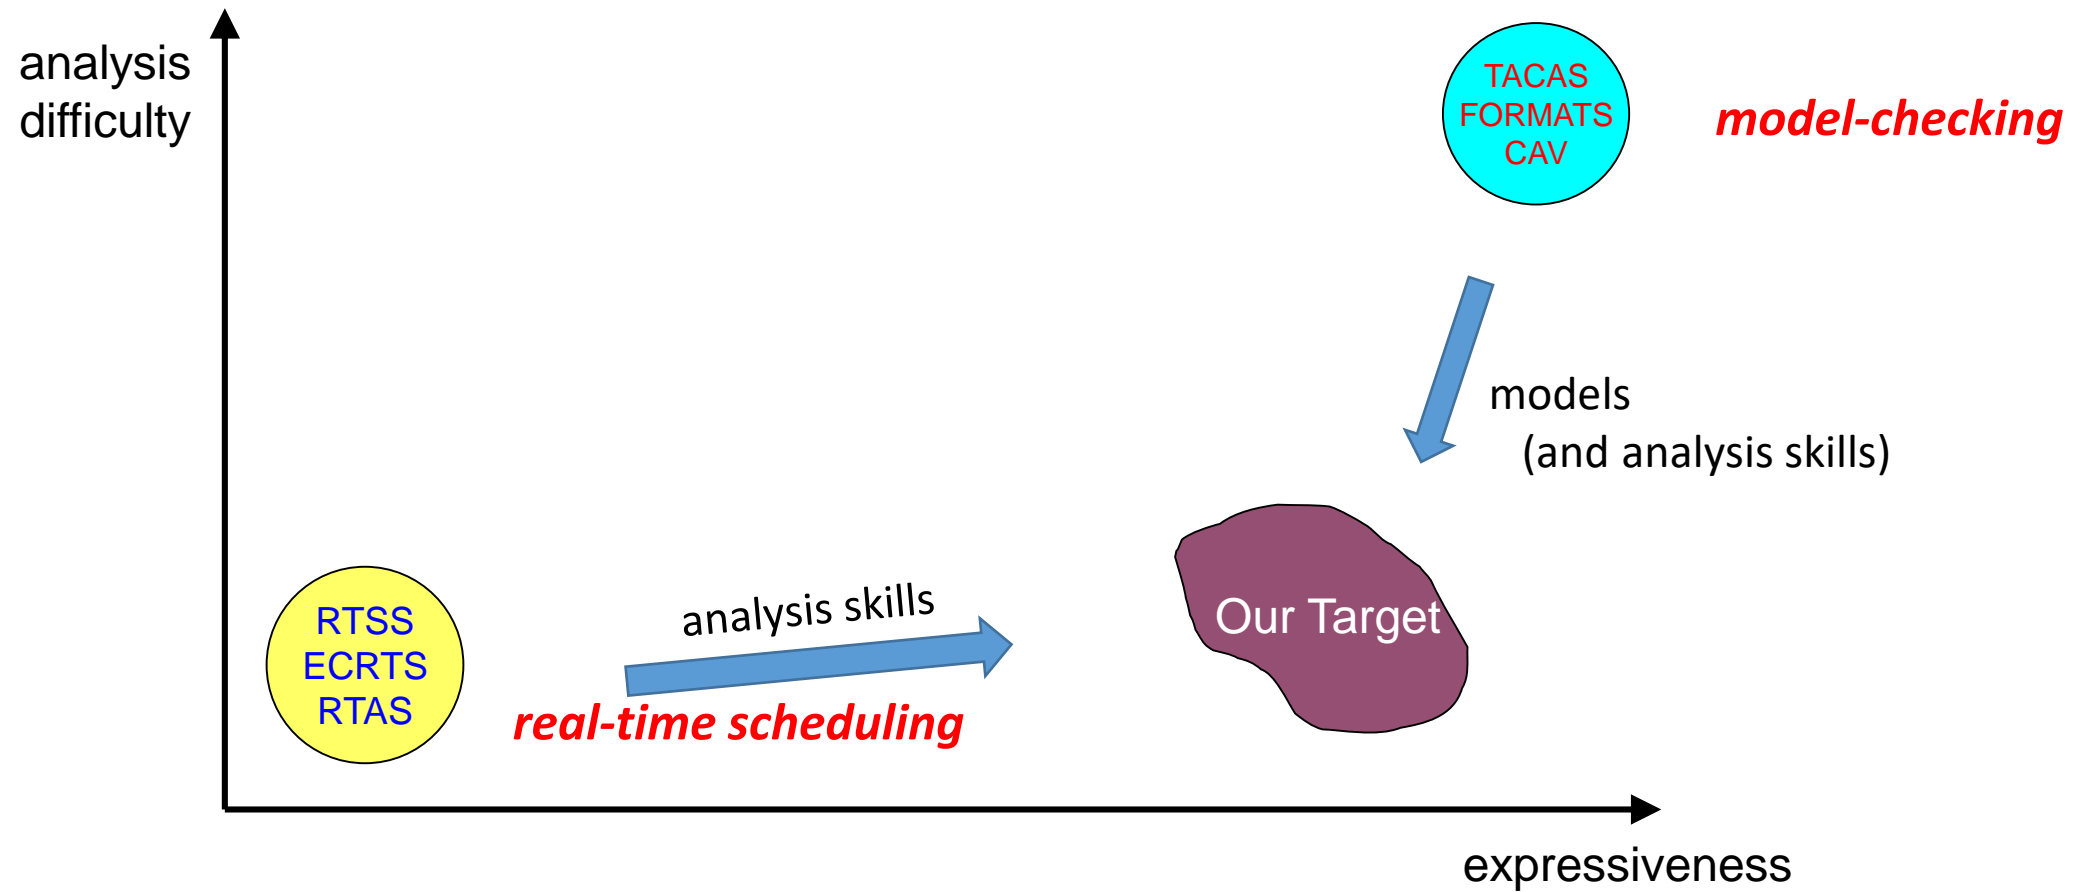 analysis
difficulty
TACAS
FORMATS
CAV
model-checking
models
(and analysis skills)
RTSS
ECRTS
RTAS
analysis skills
real-time scheduling
Our Target
expressiveness